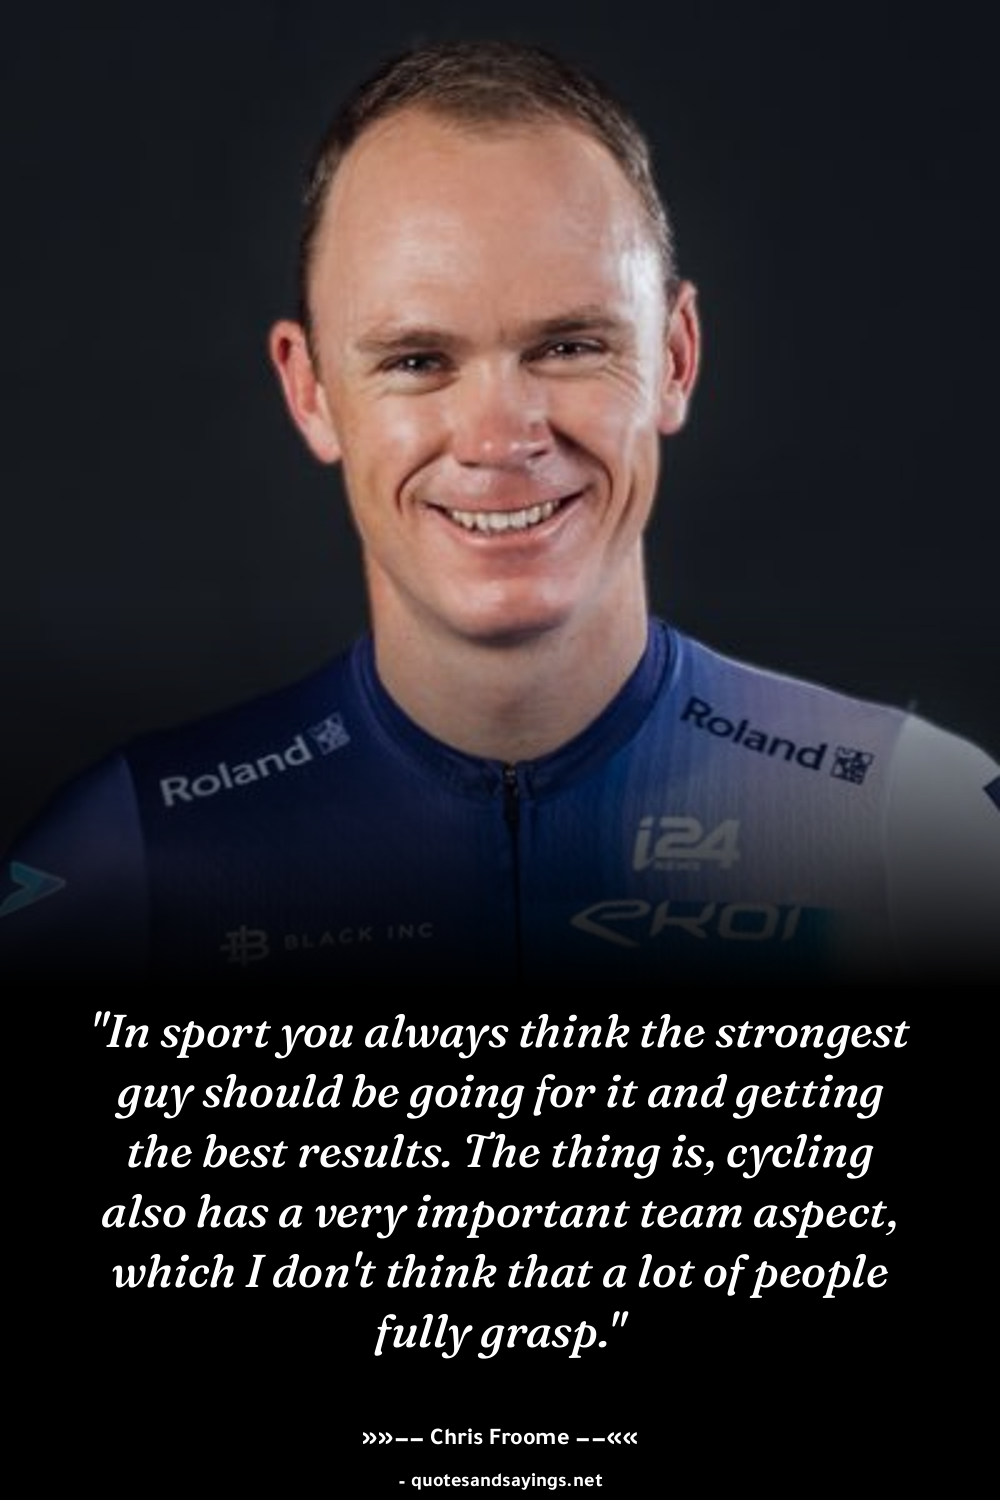 Roland
Roland
i24
NEWS
BLACK INC
EKOI
"In sport you always think the strongest
guy should be going for it and getting
the best results. The thing is, cycling
also has a very important team aspect,
which I don't think that a lot of people
fully grasp."
»»–– Chris Froome ––««
- quotesandsayings.net